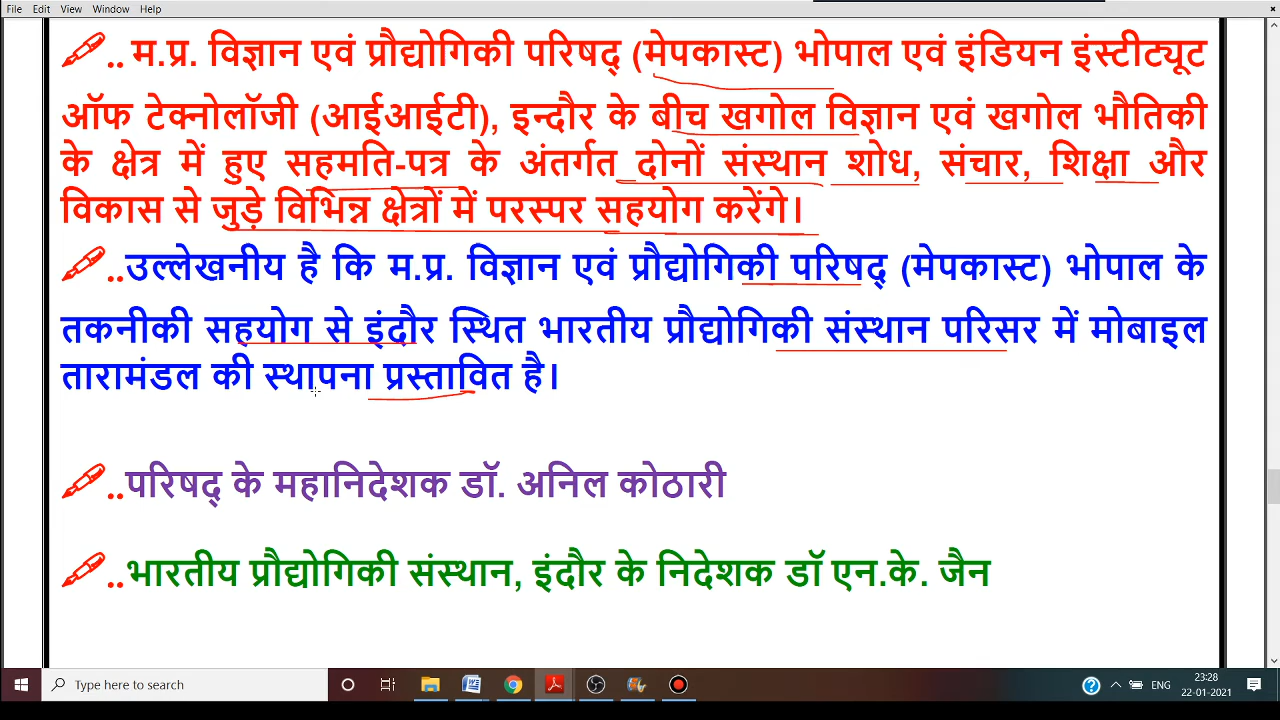 File Edit View Window Help
.. म.प्र. विज्ञान एवं प्रौद्योगिकी परिषद् (मेपकास्ट) भोपाल एवं इंडियन इंस्टीट्यूट
ऑफ टेक्नोलॉजी (आईआईटी), इन्दौर के बीच खगोल विज्ञान एवं खगोल भौतिकी
के क्षेत्र में हुए सहमति-पत्र के अंतर्गत दोनों संस्थान शोध, संचार, शिक्षा और
विकास से जुड़े विभिन्न क्षेत्रों में परस्पर सहयोग करेंगे।
..उल्लेखनीय है कि म.प्र. विज्ञान एवं प्रौद्योगिकी परिषद् (मेपकास्ट) भोपाल के
तकनीकी सहयोग से इंदौर स्थित भारतीय प्रौद्योगिकी संस्थान परिसर में मोबाइल
तारामंडल की स्थापना प्रस्तावित है।
..परिषद् के महानिदेशक डॉ. अनिल कोठारी
..भारतीय प्रौद्योगिकी संस्थान, इंदौर के निदेशक डॉ एन.के. जैन
Type here to search
ENG
23:28
22-01-2021